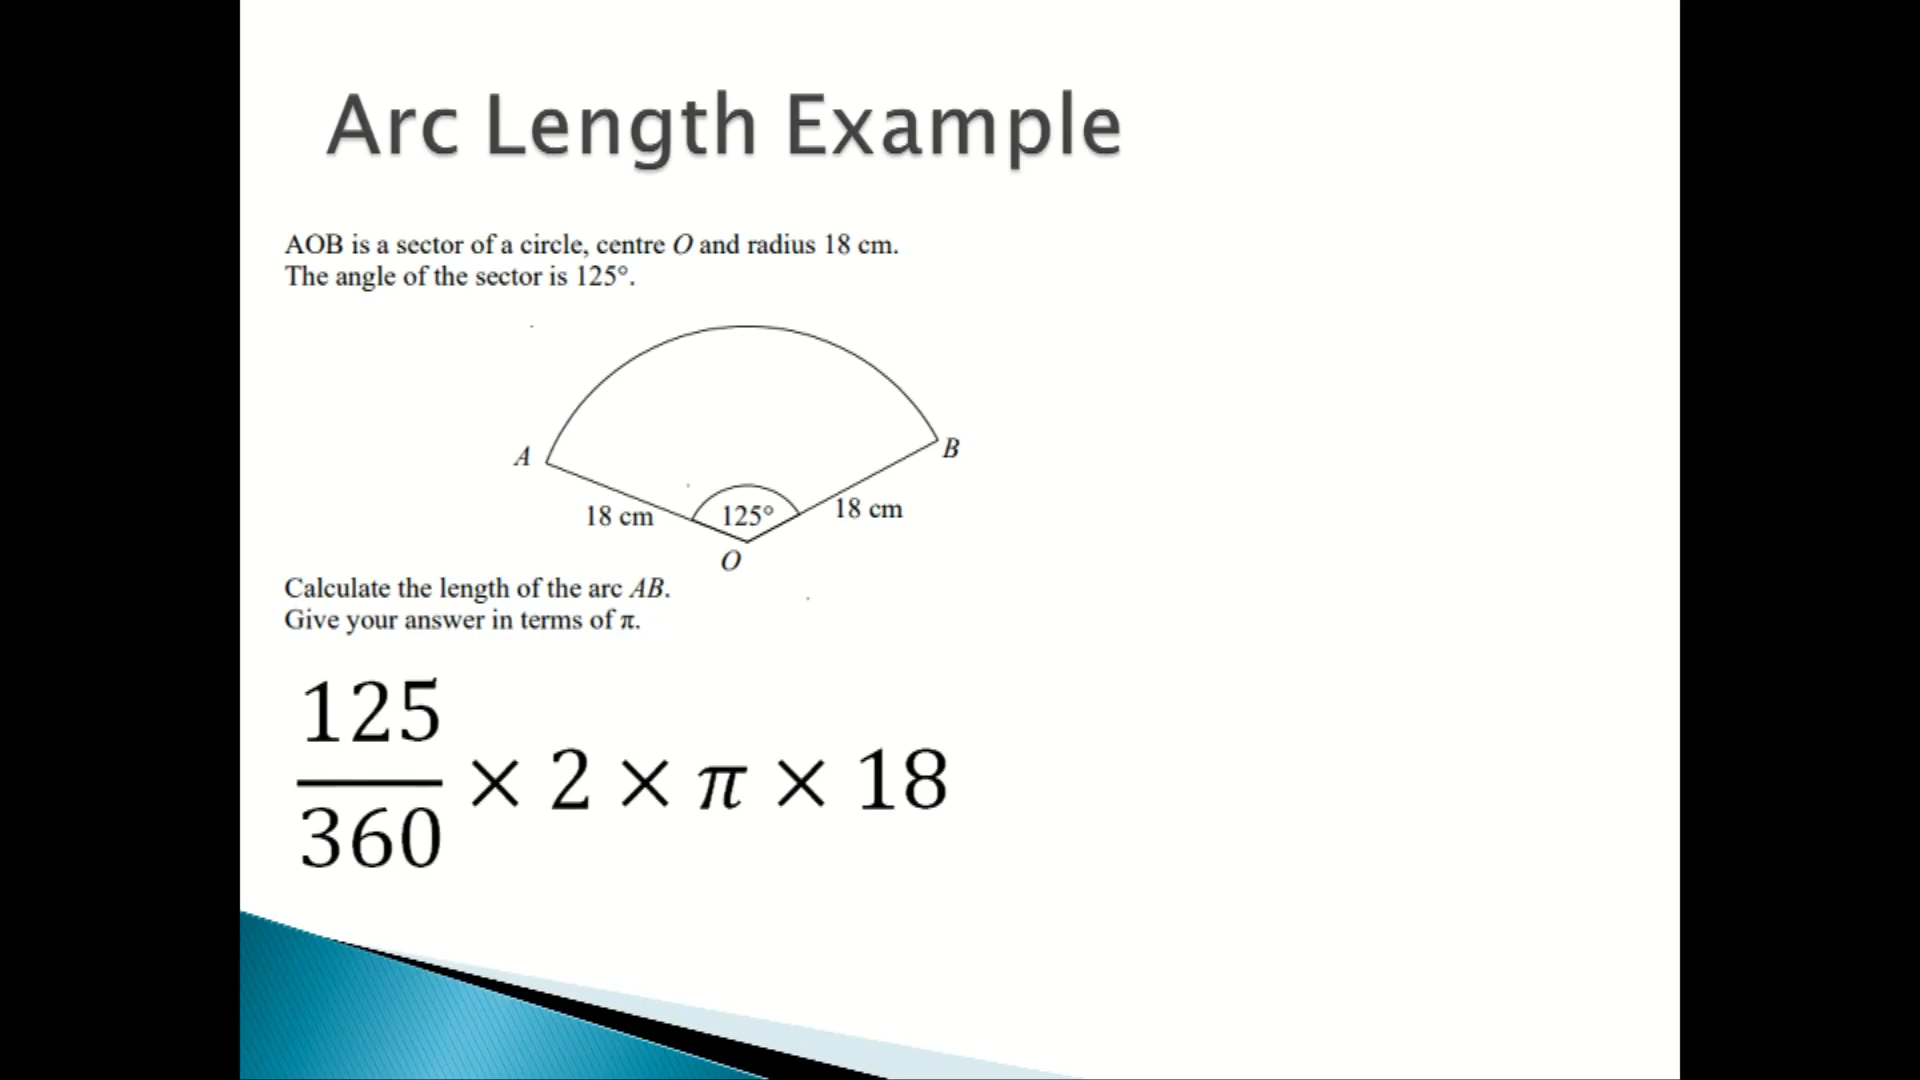 Arc Length Example
AOB is a sector of a circle, centre O and radius 18 cm.
The angle of the sector is 125°.
A
B
18 cm
125°
18 cm
O
Calculate the length of the arc AB.
Give your answer in terms of π.
125/360 × 2 × π × 18